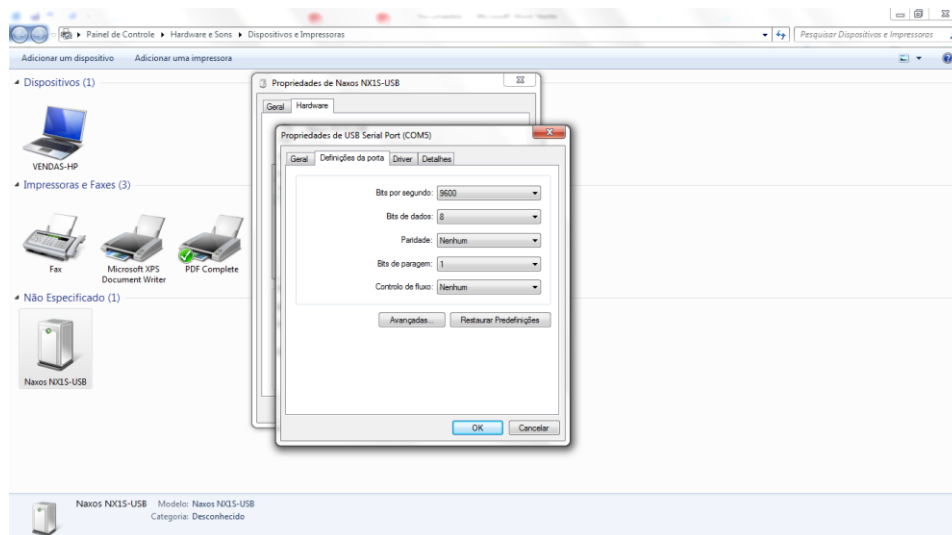 Painel de Controle ▸ Hardware e Sons ▸ Dispositivos e Impressoras
Pesquisar Dispositivos e Impressoras
Adicionar um dispositivo Adicionar uma impressora
Dispositivos (1)
VENDAS-HP
Impressoras e Faxes (3)
Fax
Microsoft XPS
Document Writer
PDF Complete
Não Especificado (1)
Naxos NX1S-USB
Propriedades de Naxos NX1S-USB
Geral Hardware
Propriedades de USB Serial Port (COM5)
Geral Definições da porta Driver Detalhes
Bits por segundo: 9600
Bits de dados: 8
Paridade: Nenhum
Bits de paragem: 1
Controlo de fluxo: Nenhum
Avançadas... Restaurar Predefinições
OK Cancelar
Naxos NX1S-USB Modelo: Naxos NX1S-USB
Categoria: Desconhecido